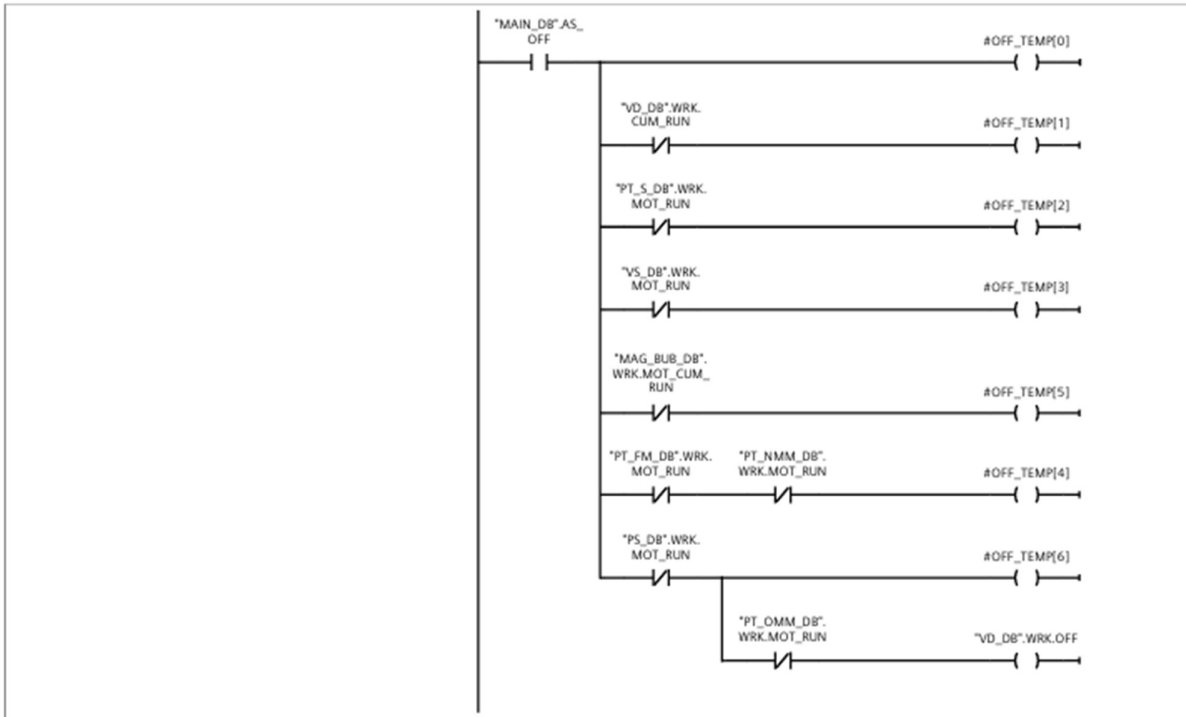 "MAIN_DB".AS_
OFF
#OFF_TEMP[0]
"VD_DB".WRK.
CUM_RUN
#OFF_TEMP[1]
"PT_S_DB".WRK.
MOT_RUN
#OFF_TEMP[2]
"VS_DB".WRK.
MOT_RUN
#OFF_TEMP[3]
"MAG_BUB_DB".
WRK.MOT_CUM_
RUN
#OFF_TEMP[5]
"PT_FM_DB".WRK.
MOT_RUN
"PT_NMM_DB".
WRK.MOT_RUN
#OFF_TEMP[4]
"PS_DB".WRK.
MOT_RUN
#OFF_TEMP[6]
"PT_OMM_DB".
WRK.MOT_RUN
"VD_DB".WRK.OFF